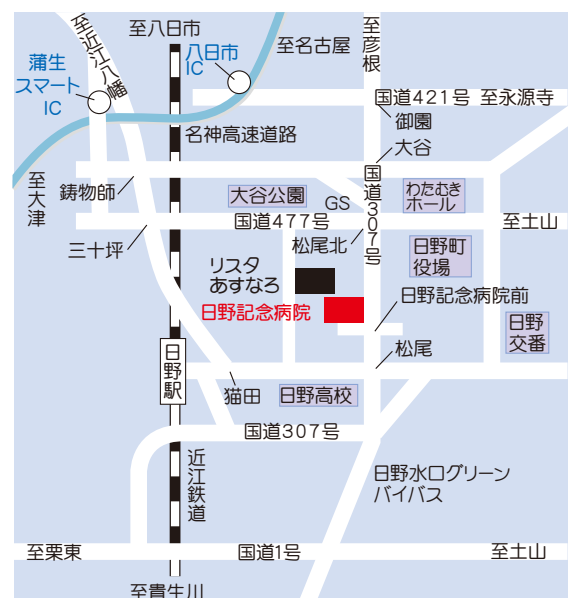 至八日市
至近江八幡
八日市
IC
至名古屋
至彦根
蒲生
スマート
IC
国道421号 至永源寺
御園
名神高速道路
大谷
至大津
鋳物師
大谷公園
GS
国道307号
わたむき
ホール
国道477号
至土山
三十坪
松尾北
日野町
役場
リスタ
あすなろ
日野記念病院前
日野記念病院
日野
交番
松尾
日野駅
猫田
日野高校
国道307号
近江鉄道
日野水口グリーン
バイパス
至栗東
国道1号
至土山
至貴生川